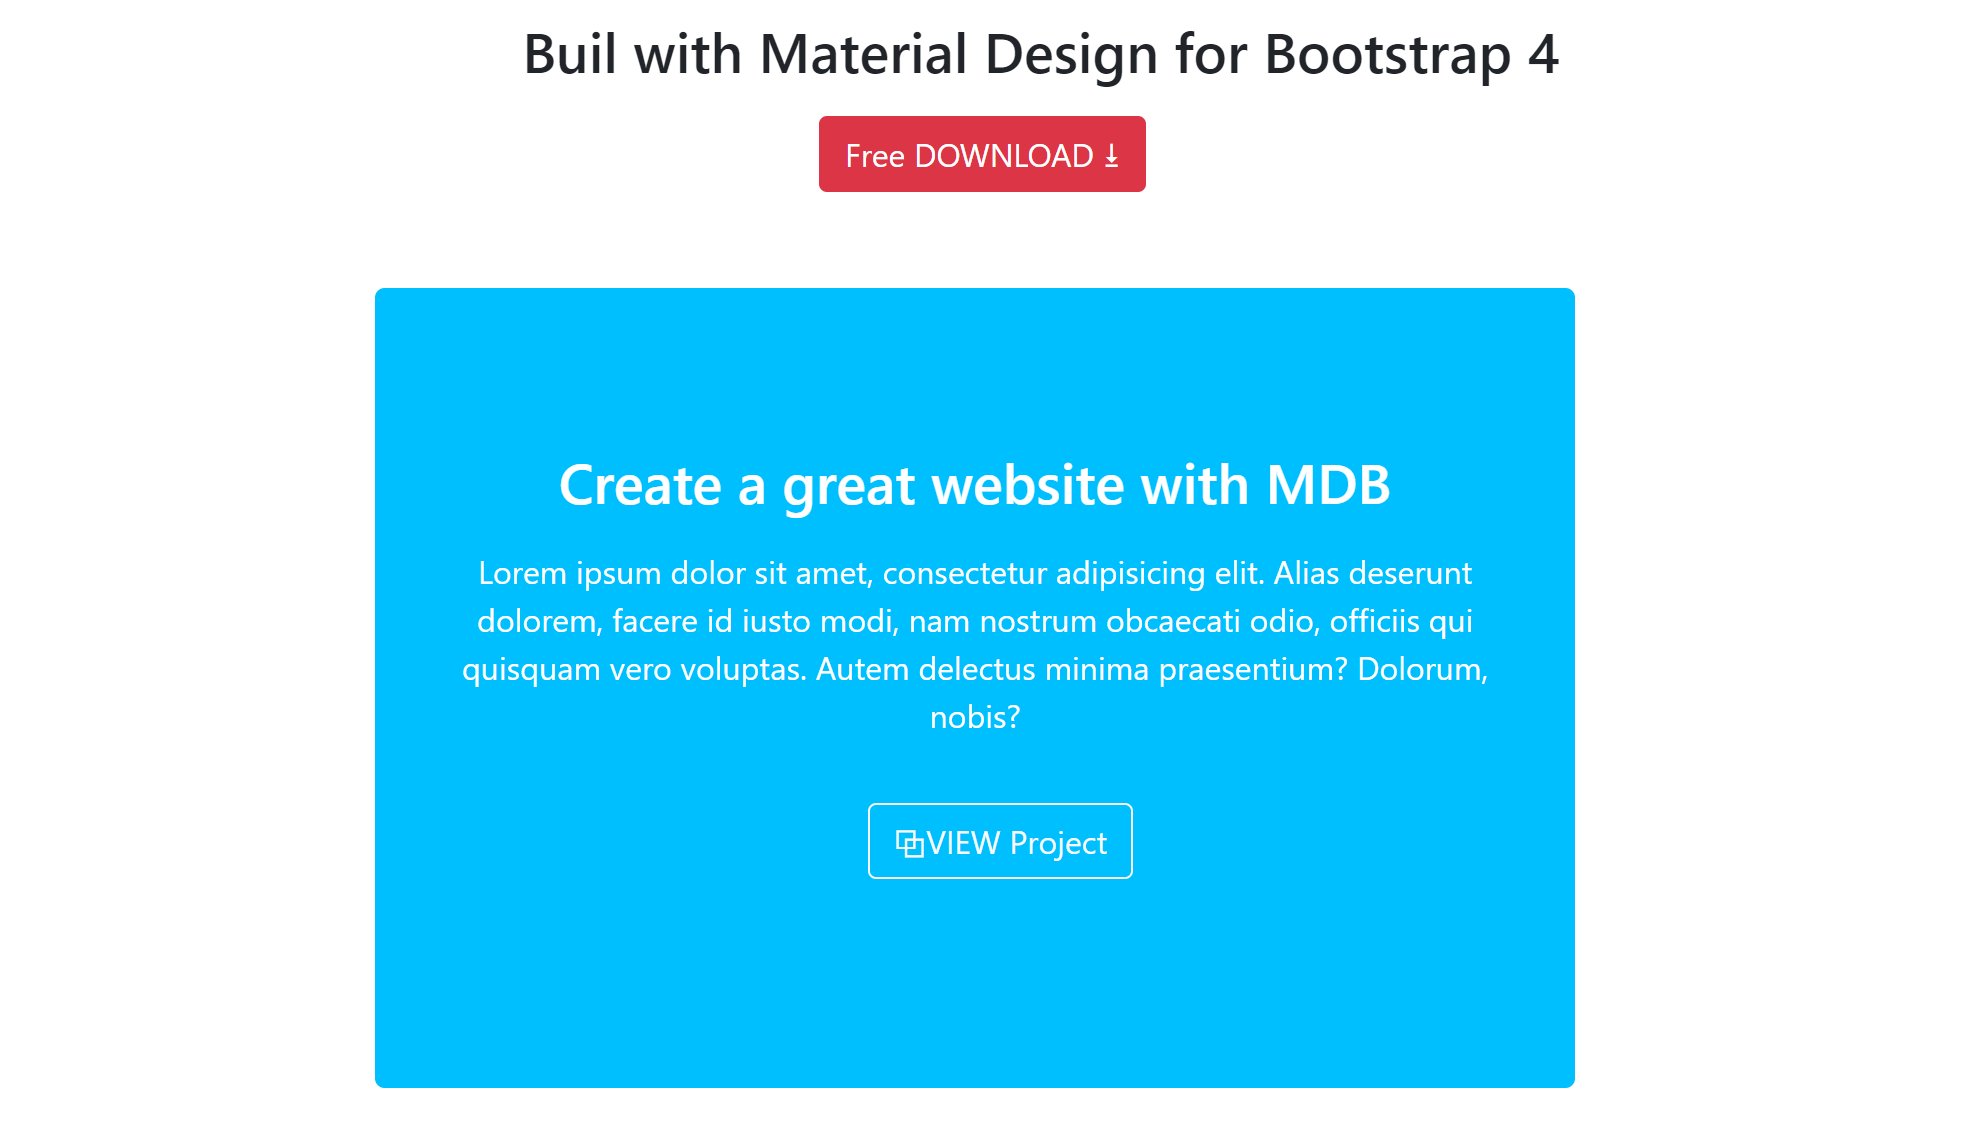 Buil with Material Design for Bootstrap 4
Free DOWNLOAD ⤓
Create a great website with MDB
Lorem ipsum dolor sit amet, consectetur adipisicing elit. Alias deserunt
dolorem, facere id iusto modi, nam nostrum obcaecati odio, officiis qui
quisquam vero voluptas. Autem delectus minima praesentium? Dolorum,
nobis?
⧉VIEW Project